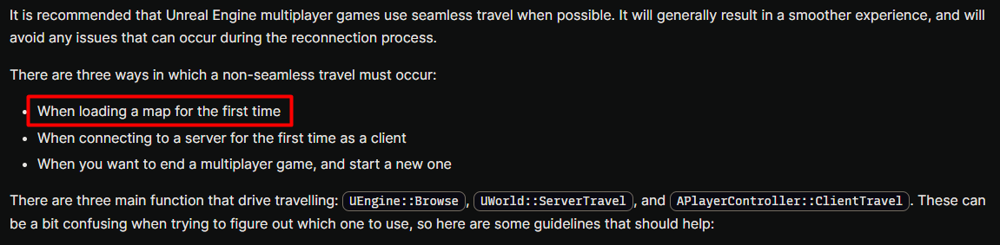 It is recommended that Unreal Engine multiplayer games use seamless travel when possible. It will generally result in a smoother experience, and will
avoid any issues that can occur during the reconnection process.
There are three ways in which a non-seamless travel must occur:
• When loading a map for the first time
• When connecting to a server for the first time as a client
• When you want to end a multiplayer game, and start a new one
There are three main function that drive travelling: UEngine::Browse, UWorld::ServerTravel, and APlayerController::ClientTravel. These can
be a bit confusing when trying to figure out which one to use, so here are some guidelines that should help: